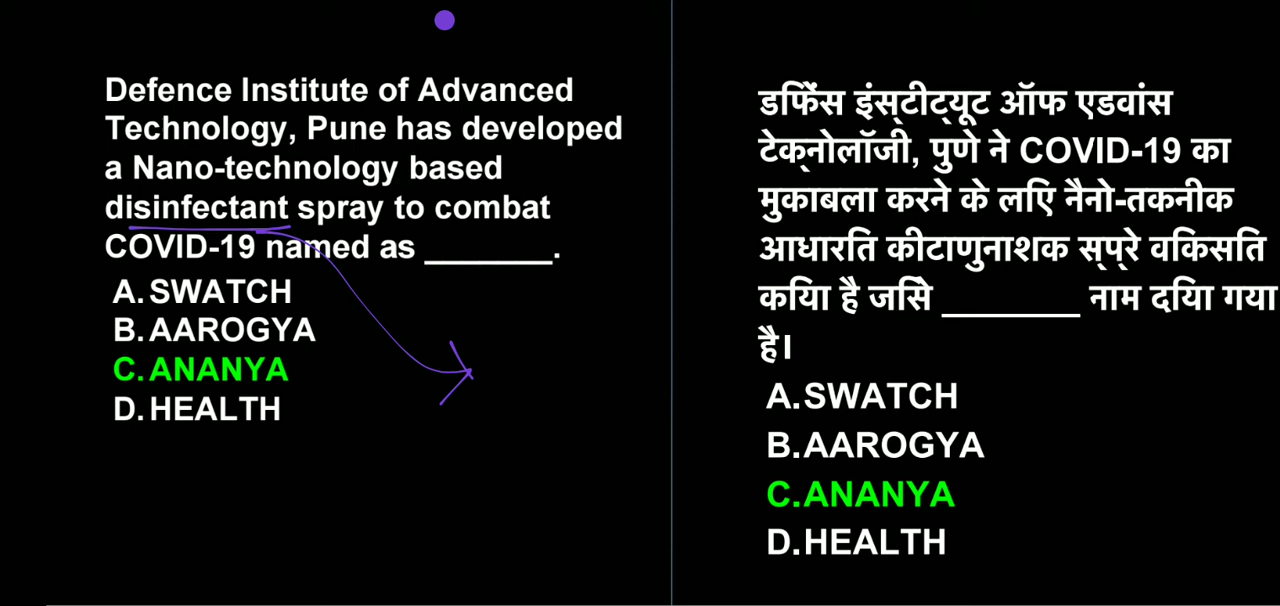 Defence Institute of Advanced
Technology, Pune has developed
a Nano-technology based
disinfectant spray to combat
COVID-19 named as _______.
A. SWATCH
B. AAROGYA
C. ANANYA
D. HEALTH
डिफेंस इंस्टीट्यूट ऑफ एडवांस
टेक्नोलॉजी, पुणे ने COVID-19 का
मुकाबला करने के लिए नैनो-तकनीक
आधारित कीटाणुनाशक स्प्रे विकसित
किया है जिसे _______ नाम दिया गया
है।
A.SWATCH
B.AAROGYA
C.ANANYA
D.HEALTH